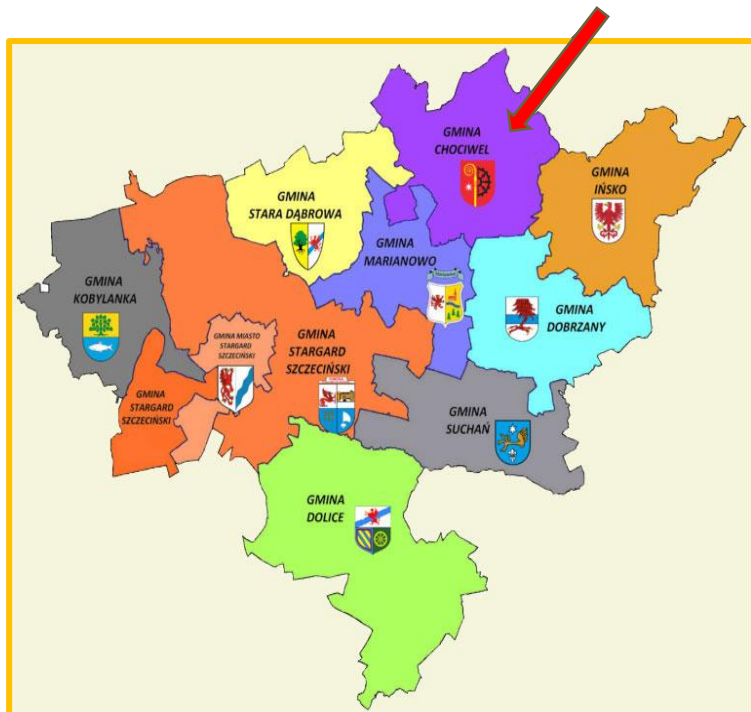 GMINA
CHOCIWEL
GMINA
IŃSKO
GMINA
STARA DĄBROWA
GMINA
MARIANOWO
GMINA
KOBYLANKA
GMINA
DOBRZANY
GMINA MIASTO
STARGARD
SZCZECIŃSKI
GMINA
STARGARD
SZCZECIŃSKI
GMINA
STARGARD
SZCZECIŃSKI
GMINA
SUCHAŃ
GMINA
DOLICE